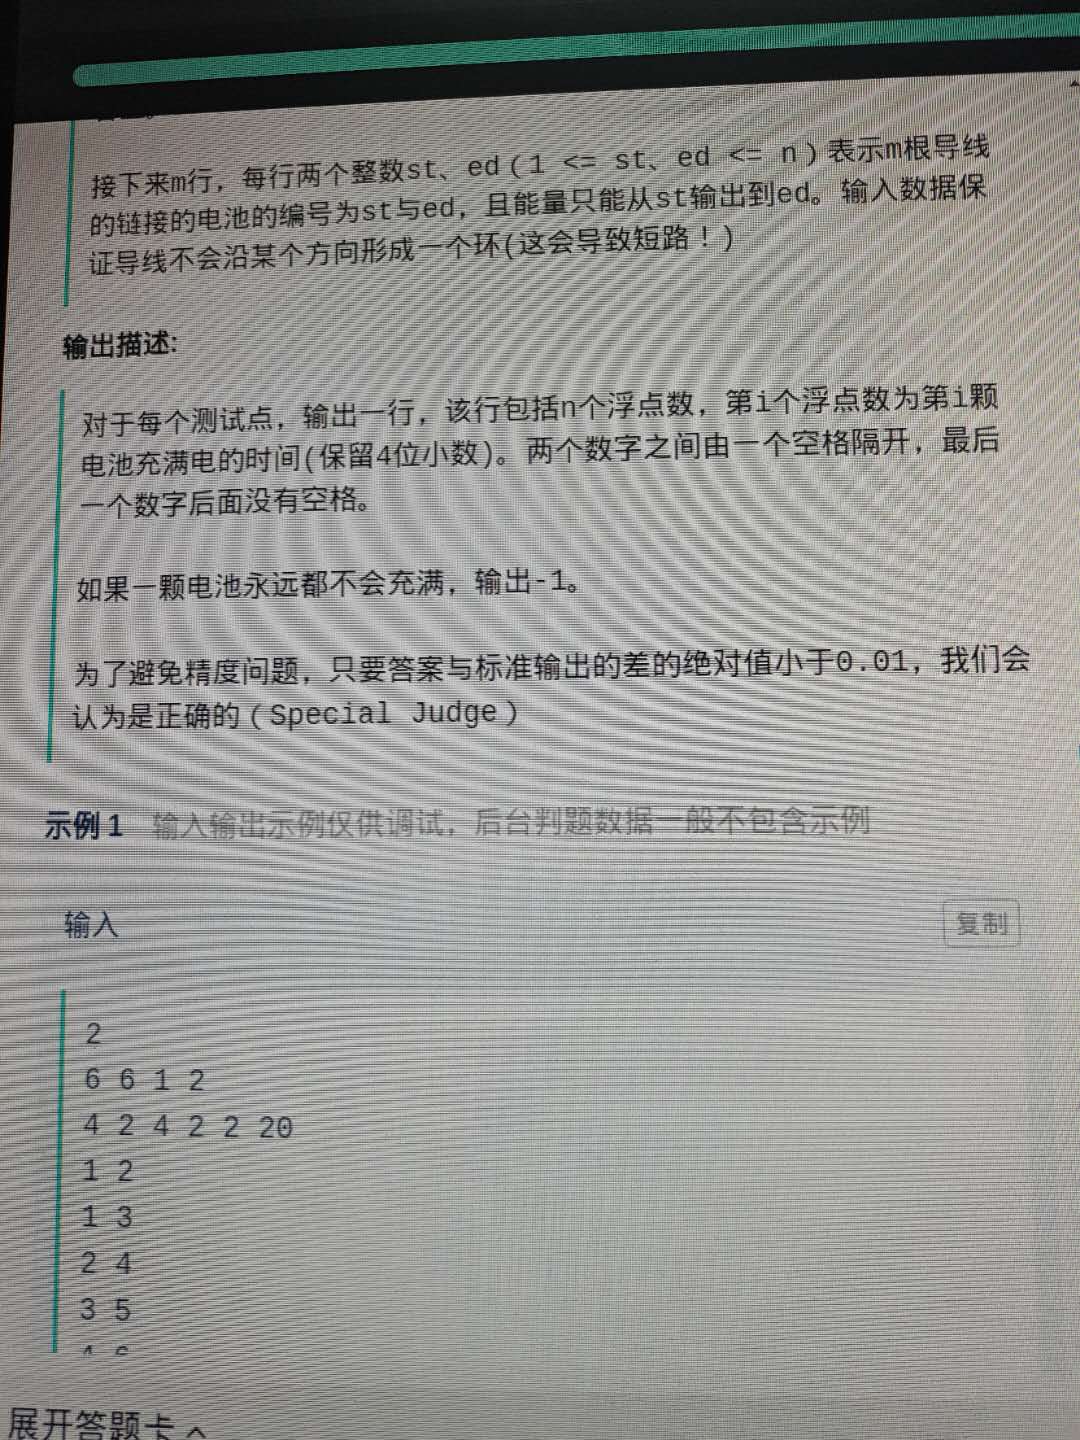 接下来m行，每行两个整数st、ed(1 <= st、ed <= n)表示m根导线
的链接的电池的编号为st与ed，且能量只能从st输出到ed。输入数据保
证导线不会沿某个方向形成一个环(这会导致短路！)
输出描述:
对于每个测试点，输出一行，该行包括n个浮点数，第i个浮点数为第i颗
电池充满电的时间(保留4位小数)。两个数字之间由一个空格隔开，最后
一个数字后面没有空格。
如果一颗电池永远都不会充满，输出-1。
为了避免精度问题，只要答案与标准输出的差的绝对值小于0.01，我们会
认为是正确的(Special Judge)
示例1 输入输出示例仅供调试，后台判题数据一般不包含示例
输入
复制
2
6 6 1 2
4 2 4 2 2 20
1 2
1 3
2 4
3 5
展开答题卡